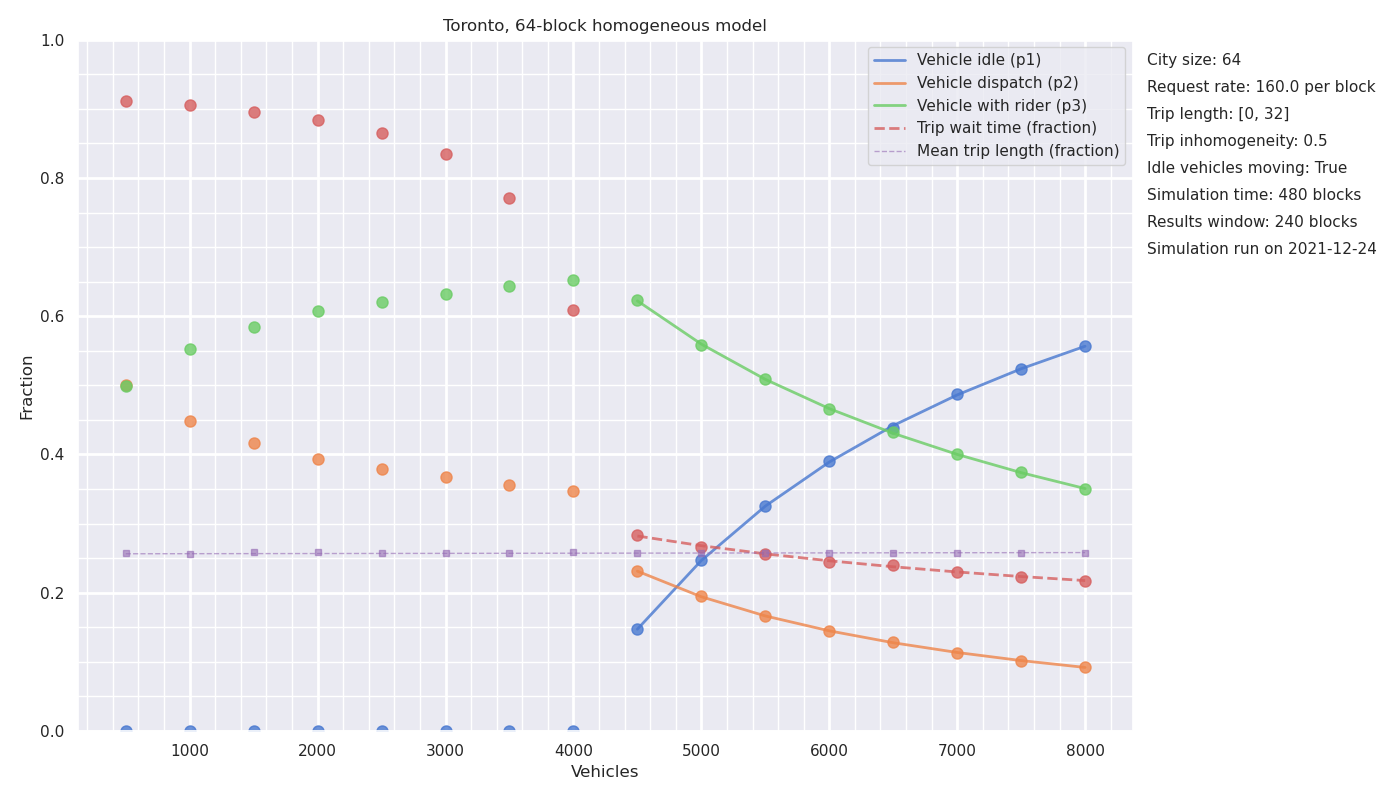 Toronto, 64-block homogeneous model
1.0
0.8
0.6
0.4
0.2
0.0
Fraction
1000
2000
3000
4000
5000
6000
7000
8000
Vehicles
Vehicle idle (p1)
Vehicle dispatch (p2)
Vehicle with rider (p3)
Trip wait time (fraction)
Mean trip length (fraction)
City size: 64
Request rate: 160.0 per block
Trip length: [0, 32]
Trip inhomogeneity: 0.5
Idle vehicles moving: True
Simulation time: 480 blocks
Results window: 240 blocks
Simulation run on 2021-12-24